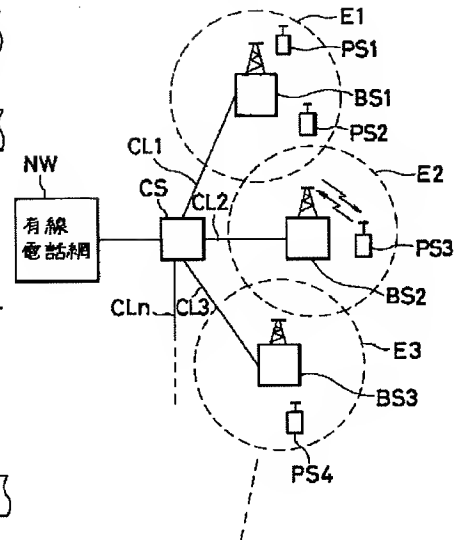 E1
PS1
BS1
PS2
CL1
NW
CS
CL2
E2
有線
電話網
PS3
BS2
CLn
CL3
E3
BS3
PS4